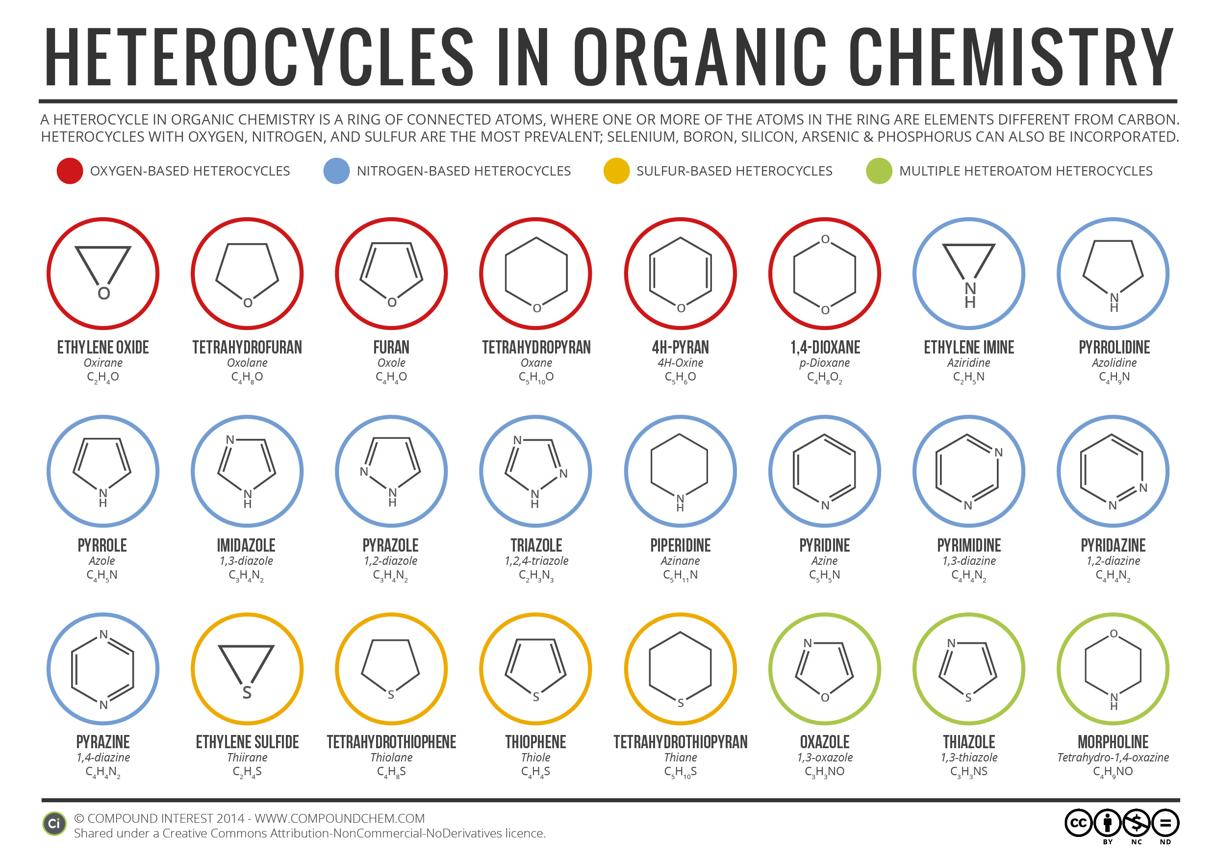 HETEROCYCLES IN ORGANIC CHEMISTRY
A HETEROCYCLE IN ORGANIC CHEMISTRY IS A RING OF CONNECTED ATOMS, WHERE ONE OR MORE OF THE ATOMS IN THE RING ARE ELEMENTS DIFFERENT FROM CARBON.
HETEROCYCLES WITH OXYGEN, NITROGEN, AND SULFUR ARE THE MOST PREVALENT; SELENIUM, BORON, SILICON, ARSENIC & PHOSPHORUS CAN ALSO BE INCORPORATED.
OXYGEN-BASED HETEROCYCLES
NITROGEN-BASED HETEROCYCLES
SULFUR-BASED HETEROCYCLES
MULTIPLE HETEROATOM HETEROCYCLES
O
ETHYLENE OXIDE
Oxirane
C₂H₄O
O
TETRAHYDROFURAN
Oxolane
C₄H₈O
O
FURAN
Oxole
C₄H₄O
O
TETRAHYDROPYRAN
Oxane
C₅H₁₀O
O
4H-PYRAN
4H-Oxine
C₅H₆O
O
O
1,4-DIOXANE
p-Dioxane
C₄H₈O₂
N
H
ETHYLENE IMINE
Aziridine
C₂H₅N
N
H
PYRROLIDINE
Azolidine
C₄H₉N
N
H
PYRROLE
Azole
C₄H₅N
N
N
H
IMIDAZOLE
1,3-diazole
C₃H₄N₂
N
N
H
PYRAZOLE
1,2-diazole
C₃H₄N₂
N
N
N
H
TRIAZOLE
1,2,4-triazole
C₂H₃N₃
N
H
PIPERIDINE
Azinane
C₅H₁₁N
N
PYRIDINE
Azine
C₅H₅N
N
N
PYRIMIDINE
1,3-diazine
C₄H₄N₂
N
N
PYRIDAZINE
1,2-diazine
C₄H₄N₂
N
N
PYRAZINE
1,4-diazine
C₄H₄N₂
S
ETHYLENE SULFIDE
Thiirane
C₂H₄S
S
TETRAHYDROTHIOPHENE
Thiolane
C₄H₈S
S
THIOPHENE
Thiole
C₄H₄S
S
TETRAHYDROTHIOPYRAN
Thiane
C₅H₁₀S
N
O
OXAZOLE
1,3-oxazole
C₃H₃NO
N
S
THIAZOLE
1,3-thiazole
C₃H₃NS
O
N
H
MORPHOLINE
Tetrahydro-1,4-oxazine
C₄H₉NO
Ci
© COMPOUND INTEREST 2014 - WWW.COMPOUNDCHEM.COM
Shared under a Creative Commons Attribution-NonCommercial-NoDerivatives licence.
cc
BY NC ND